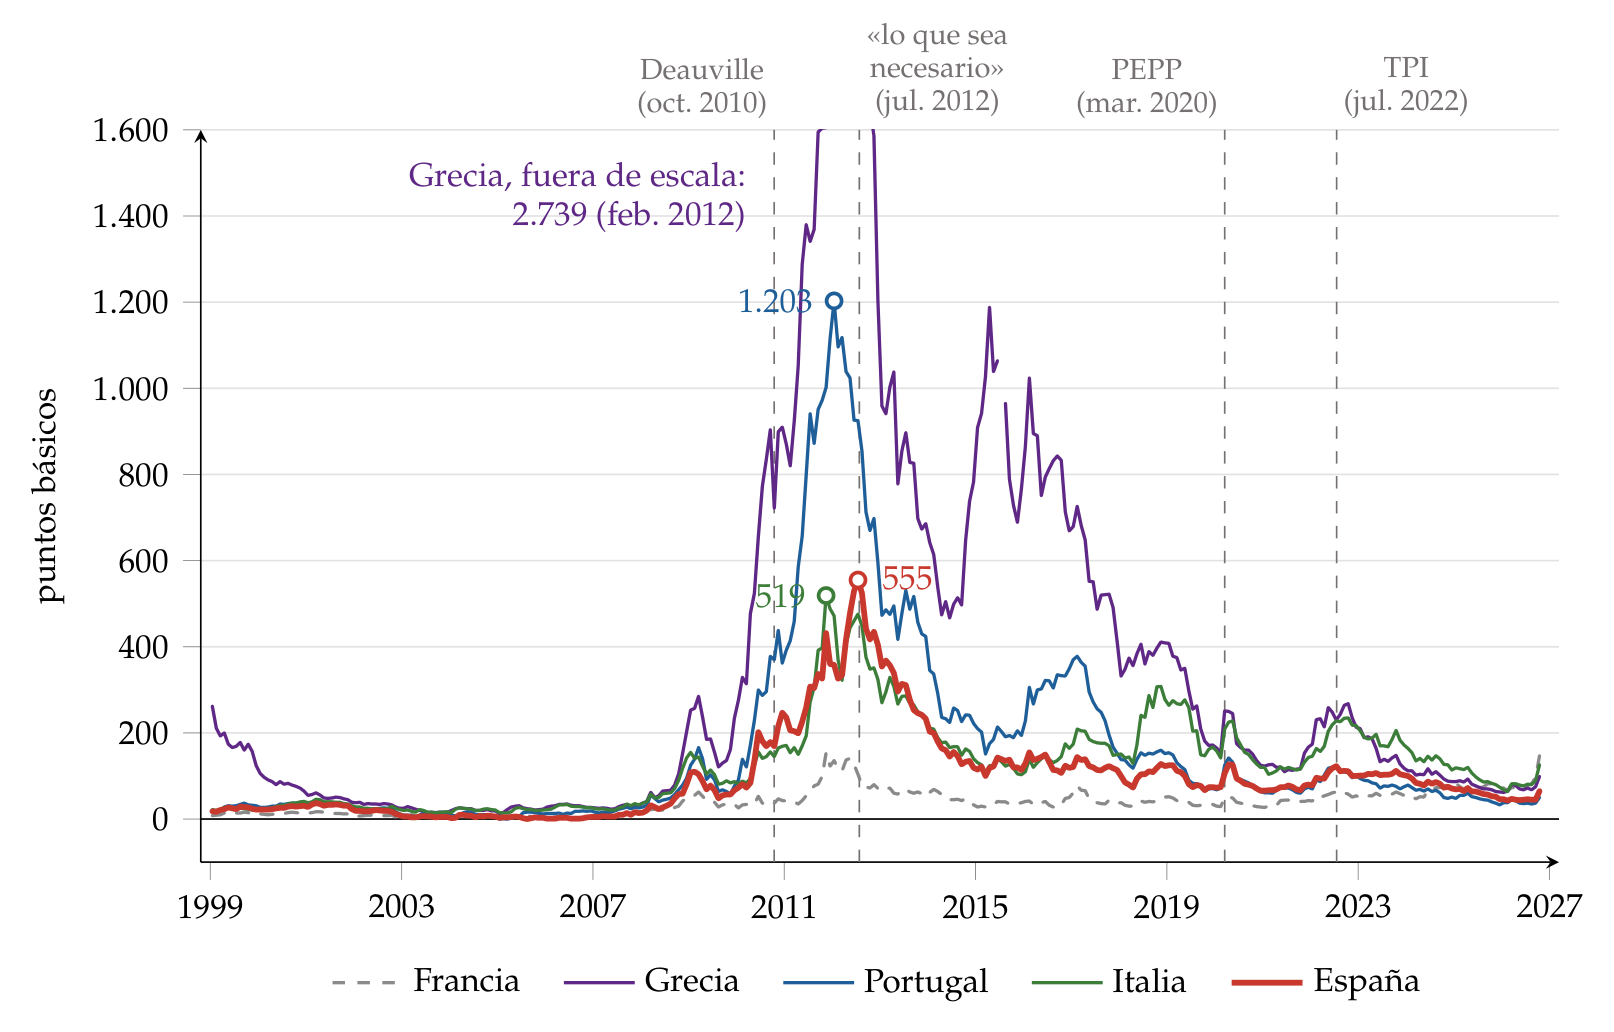 «lo que sea
necesario»
(jul. 2012)
Deauville
(oct. 2010)
PEPP
(mar. 2020)
TPI
(jul. 2022)
1.600
1.400
1.200
1.000
800
600
400
200
0
puntos básicos
Grecia, fuera de escala:
2.739 (feb. 2012)
1.203
519
555
1999
2003
2007
2011
2015
2019
2023
2027
Francia
Grecia
Portugal
Italia
España